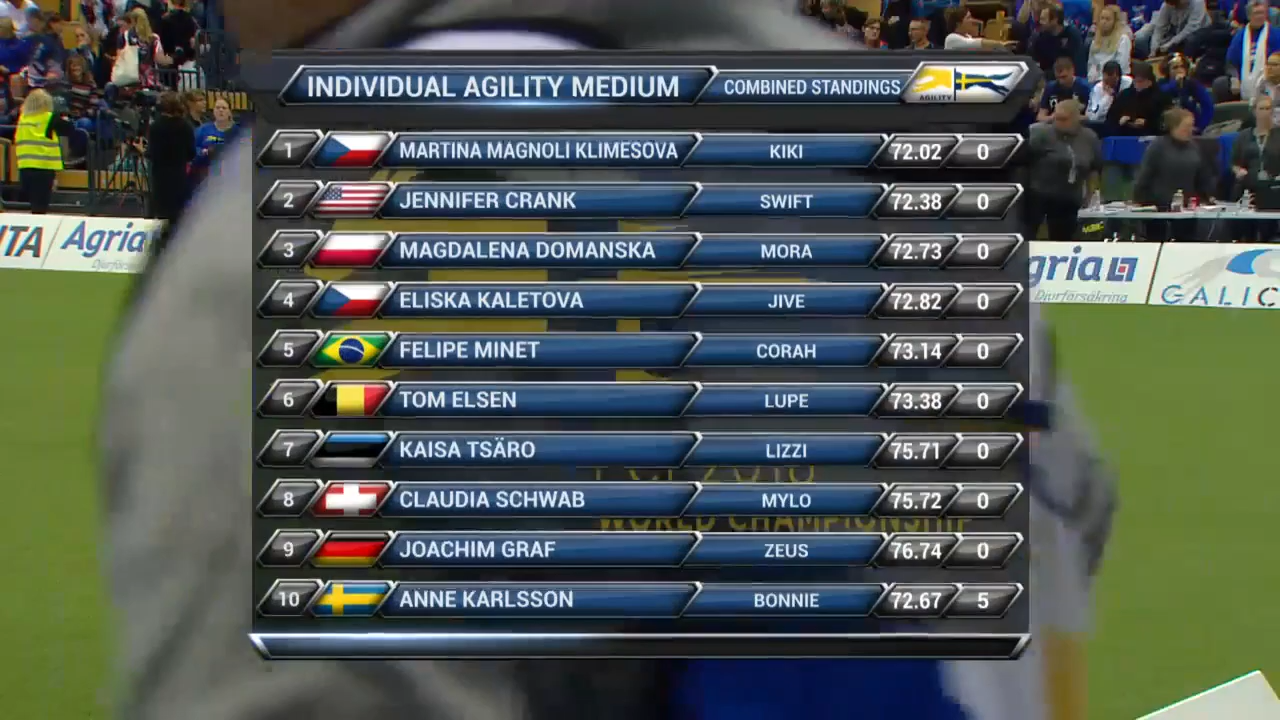 INDIVIDUAL AGILITY MEDIUM COMBINED STANDINGS AGILITY
1 MARTINA MAGNOLI KLIMESOVA KIKI 72.02 0
2 JENNIFER CRANK SWIFT 72.38 0
3 MAGDALENA DOMANSKA MORA 72.73 0
4 ELISKA KALETOVA JIVE 72.82 0
5 FELIPE MINET CORAH 73.14 0
6 TOM ELSEN LUPE 73.38 0
7 KAISA TSÄRO LIZZI 75.71 0
8 CLAUDIA SCHWAB MYLO 75.72 0
9 JOACHIM GRAF ZEUS 76.74 0
10 ANNE KARLSSON BONNIE 72.67 5
Agria
gria
Djurförsäkring
GALIC
WORLD CHAMPIONSHIP